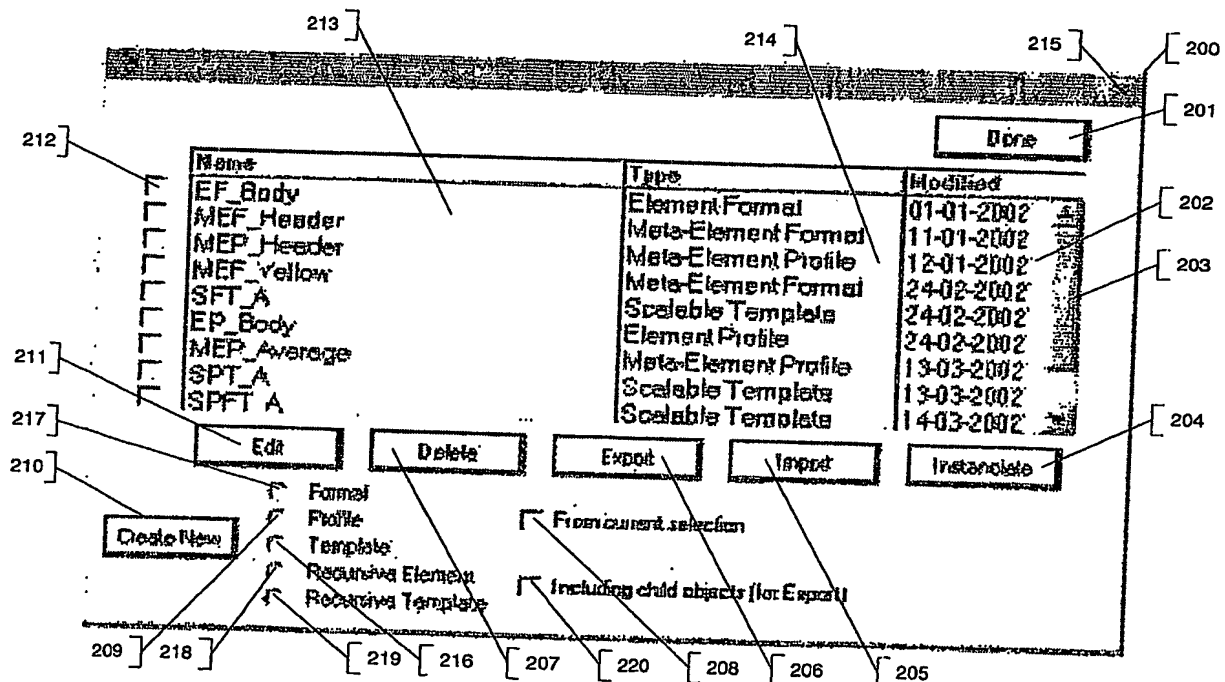 213
214
215
200
201
Done
212
Name Type Modified
EF_Body Element Format 01-01-2002
MEF_Header Meta-Element Format 11-01-2002
MEP_Header Meta-Element Profile 12-01-2002
MEF_Yellow Meta-Element Format 24-02-2002
SFT_A Scalable Template 24-02-2002
EP_Body Element Profile 24-02-2002
MEP_Average Meta-Element Profile 13-03-2002
SPT_A Scalable Template 13-03-2002
SPFT_A Scalable Template 14-03-2002
202
203
204
211
217
210
Edit Delete Export Import Instanciate
Format
Profile From current selection
Create New
Template
Recursive Element Including child objects (for Export)
Recursive Template
209 218 219 216 207 220 208 206 205